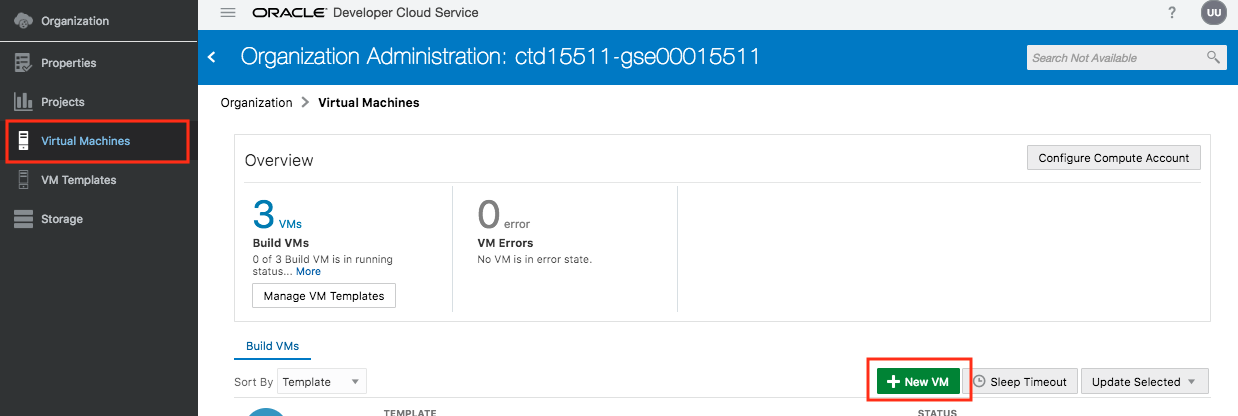 Organization
Properties
Projects
Virtual Machines
VM Templates
Storage
ORACLE Developer Cloud Service
?
UU
Organization Administration: ctd15511-gse00015511
Search Not Available
Organization > Virtual Machines
Overview
Configure Compute Account
3 VMs
Build VMs
0 of 3 Build VM is in running
status... More
Manage VM Templates
0 error
VM Errors
No VM is in error state.
Build VMs
Sort By Template
New VM
Sleep Timeout
Update Selected
TEMPLATE
STATUS